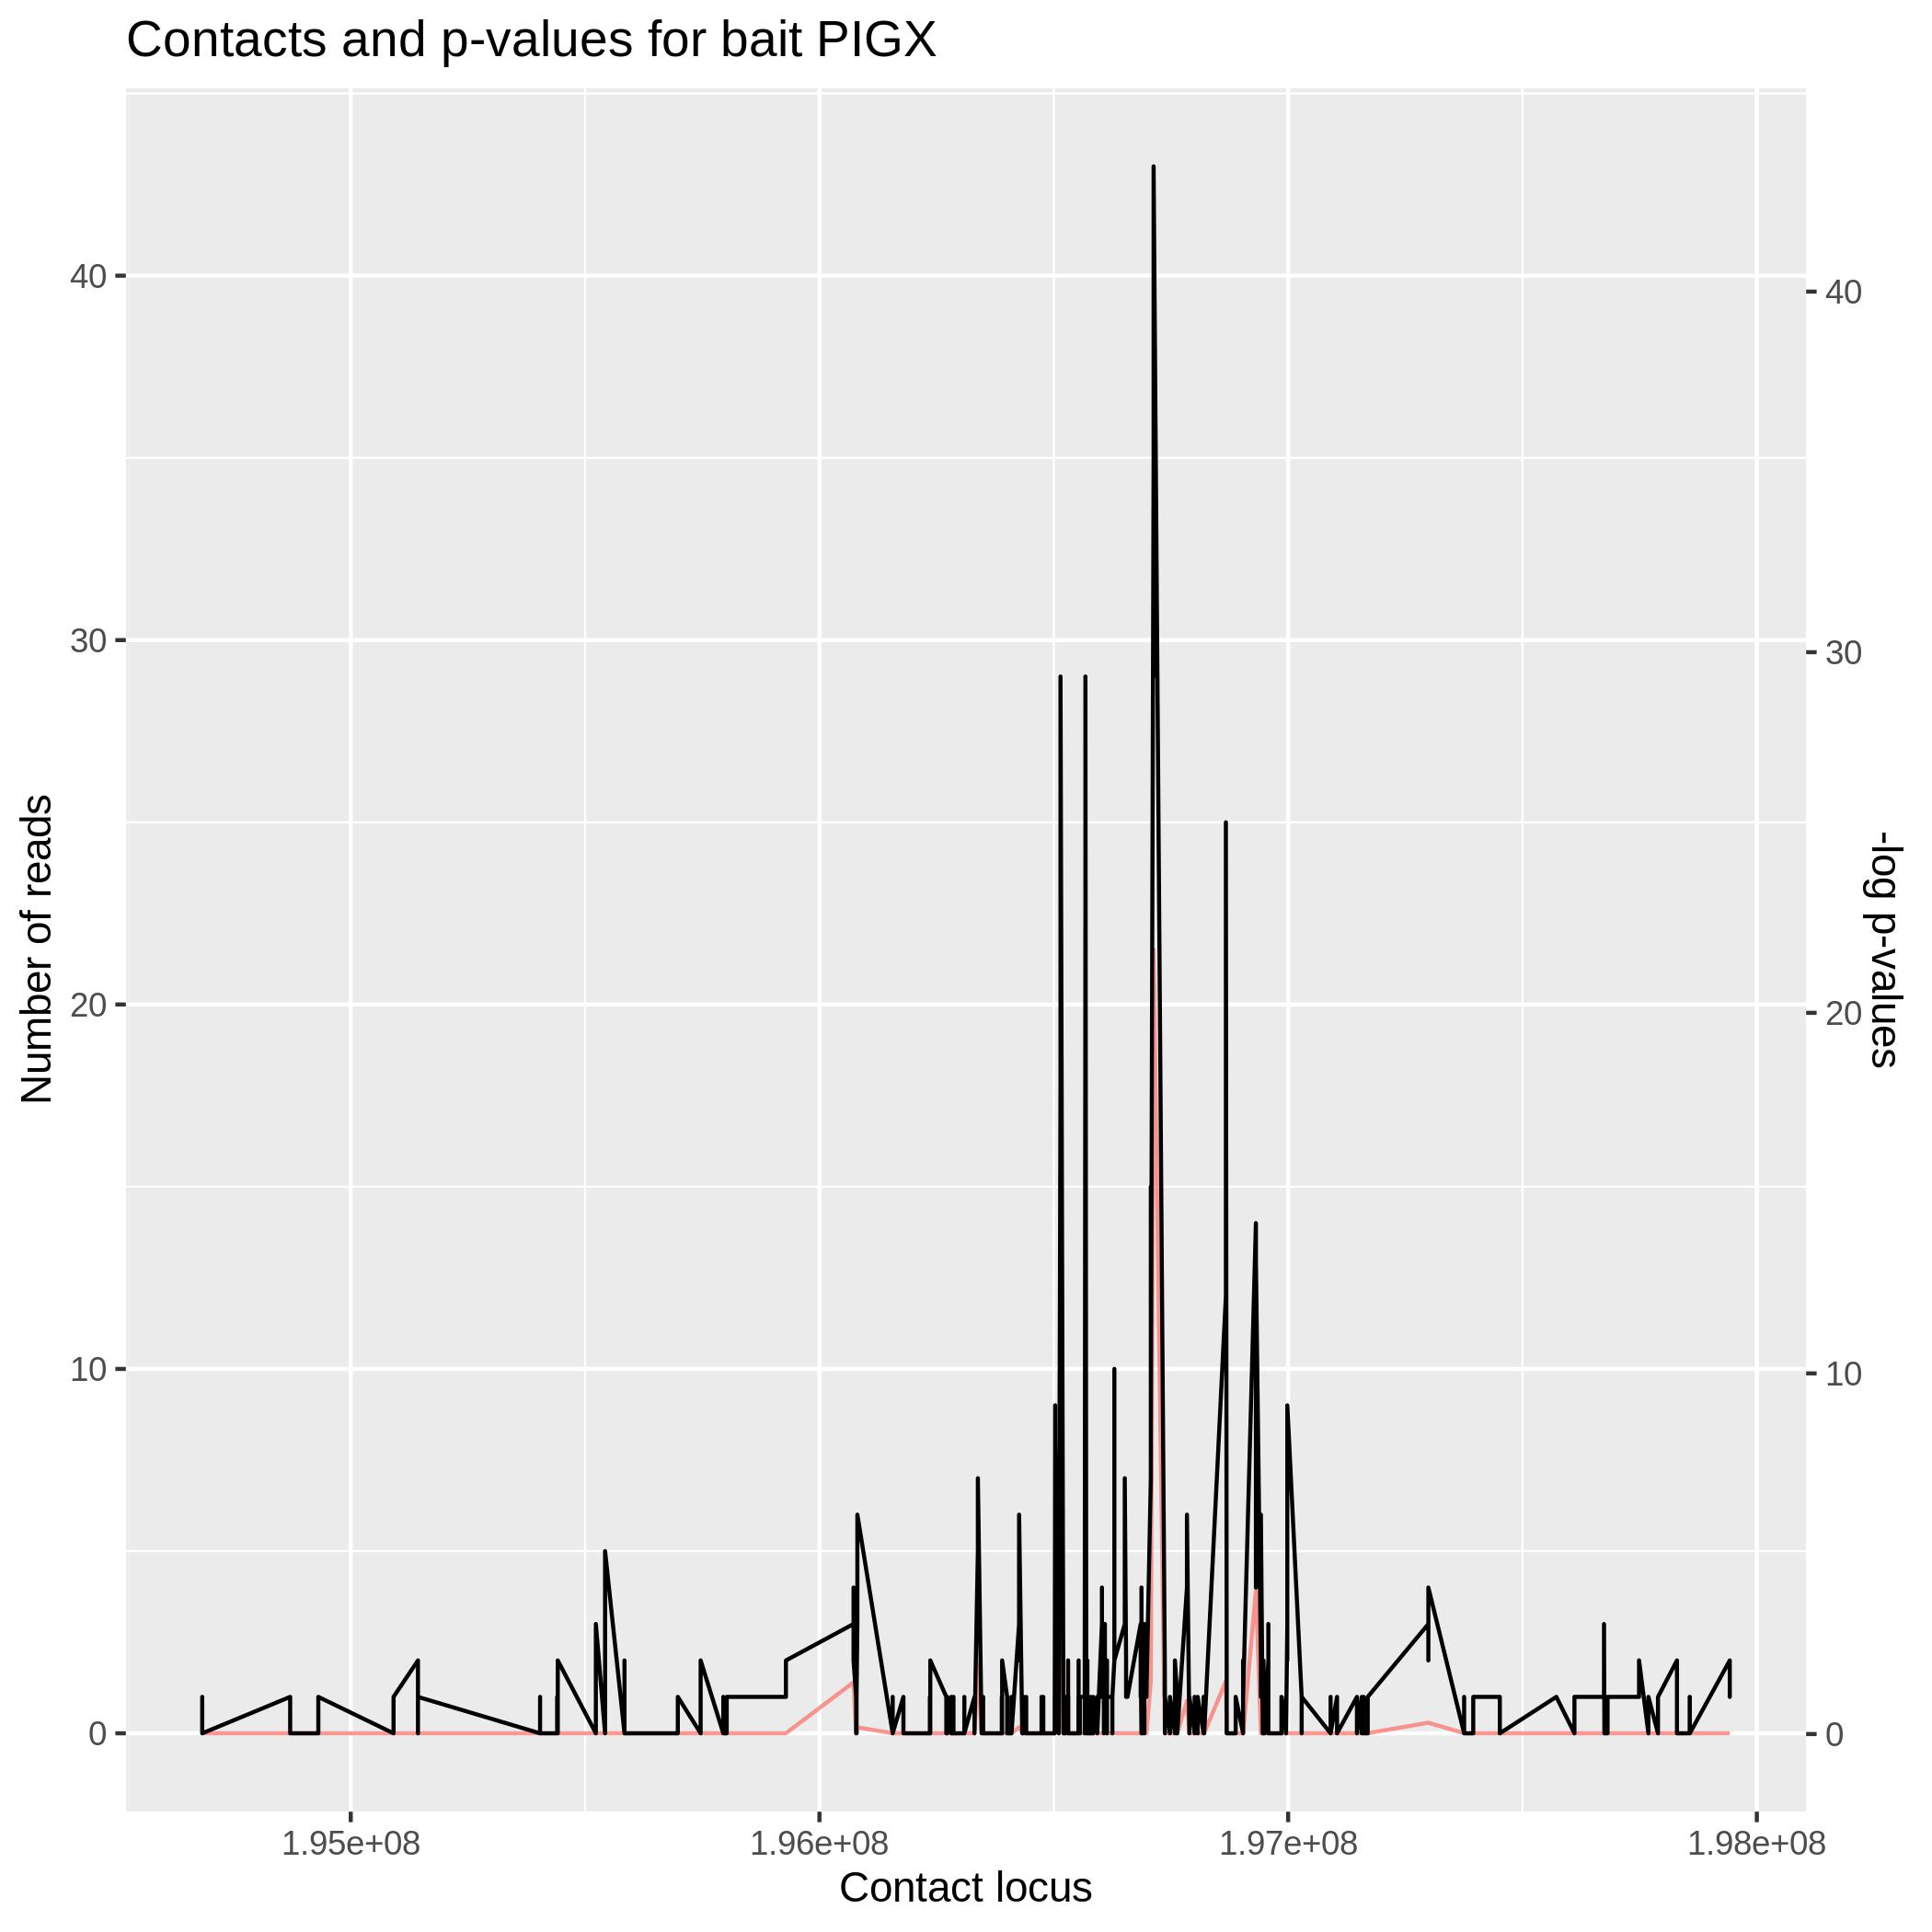 Contacts and p-values for bait PIGX
Number of reads
40
30
20
10
0
40
30
20
10
0
-log p-values
1.95e+08
1.96e+08
1.97e+08
1.98e+08
Contact locus